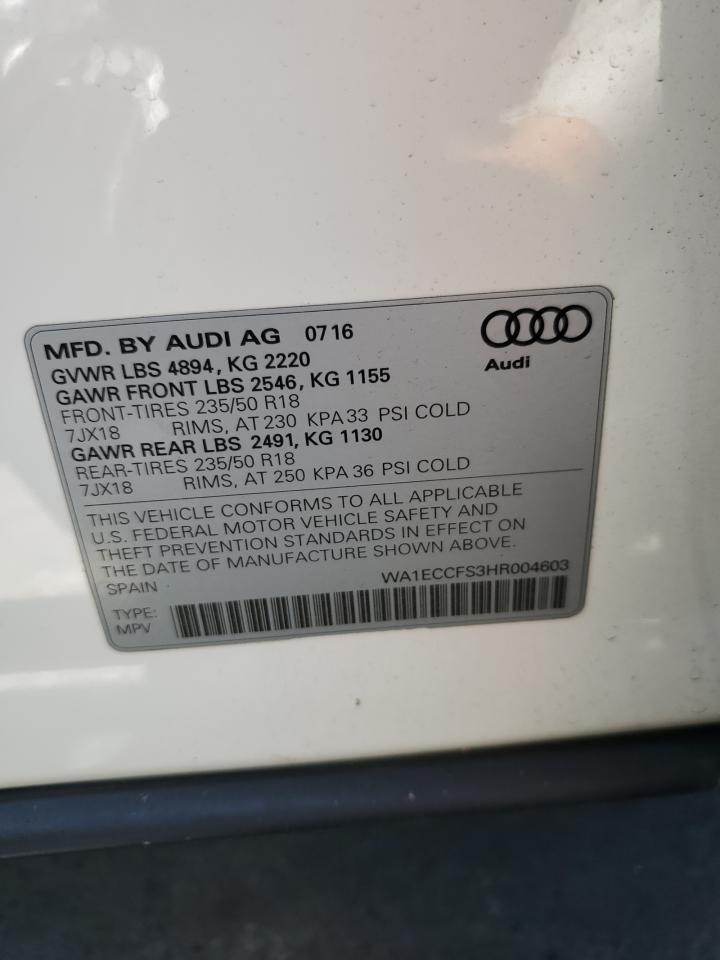 MFD. BY AUDI AG 0716
GVWR LBS 4894, KG 2220
GAWR FRONT LBS 2546, KG 1155
FRONT-TIRES 235/50 R18
7JX18 RIMS, AT 230 KPA 33 PSI COLD
GAWR REAR LBS 2491, KG 1130
REAR-TIRES 235/50 R18
7JX18 RIMS, AT 250 KPA 36 PSI COLD
Audi
THIS VEHICLE CONFORMS TO ALL APPLICABLE
U.S. FEDERAL MOTOR VEHICLE SAFETY AND
THEFT PREVENTION STANDARDS IN EFFECT ON
THE DATE OF MANUFACTURE SHOWN ABOVE.
SPAIN WA1ECCFS3HR004603
TYPE:
MPV